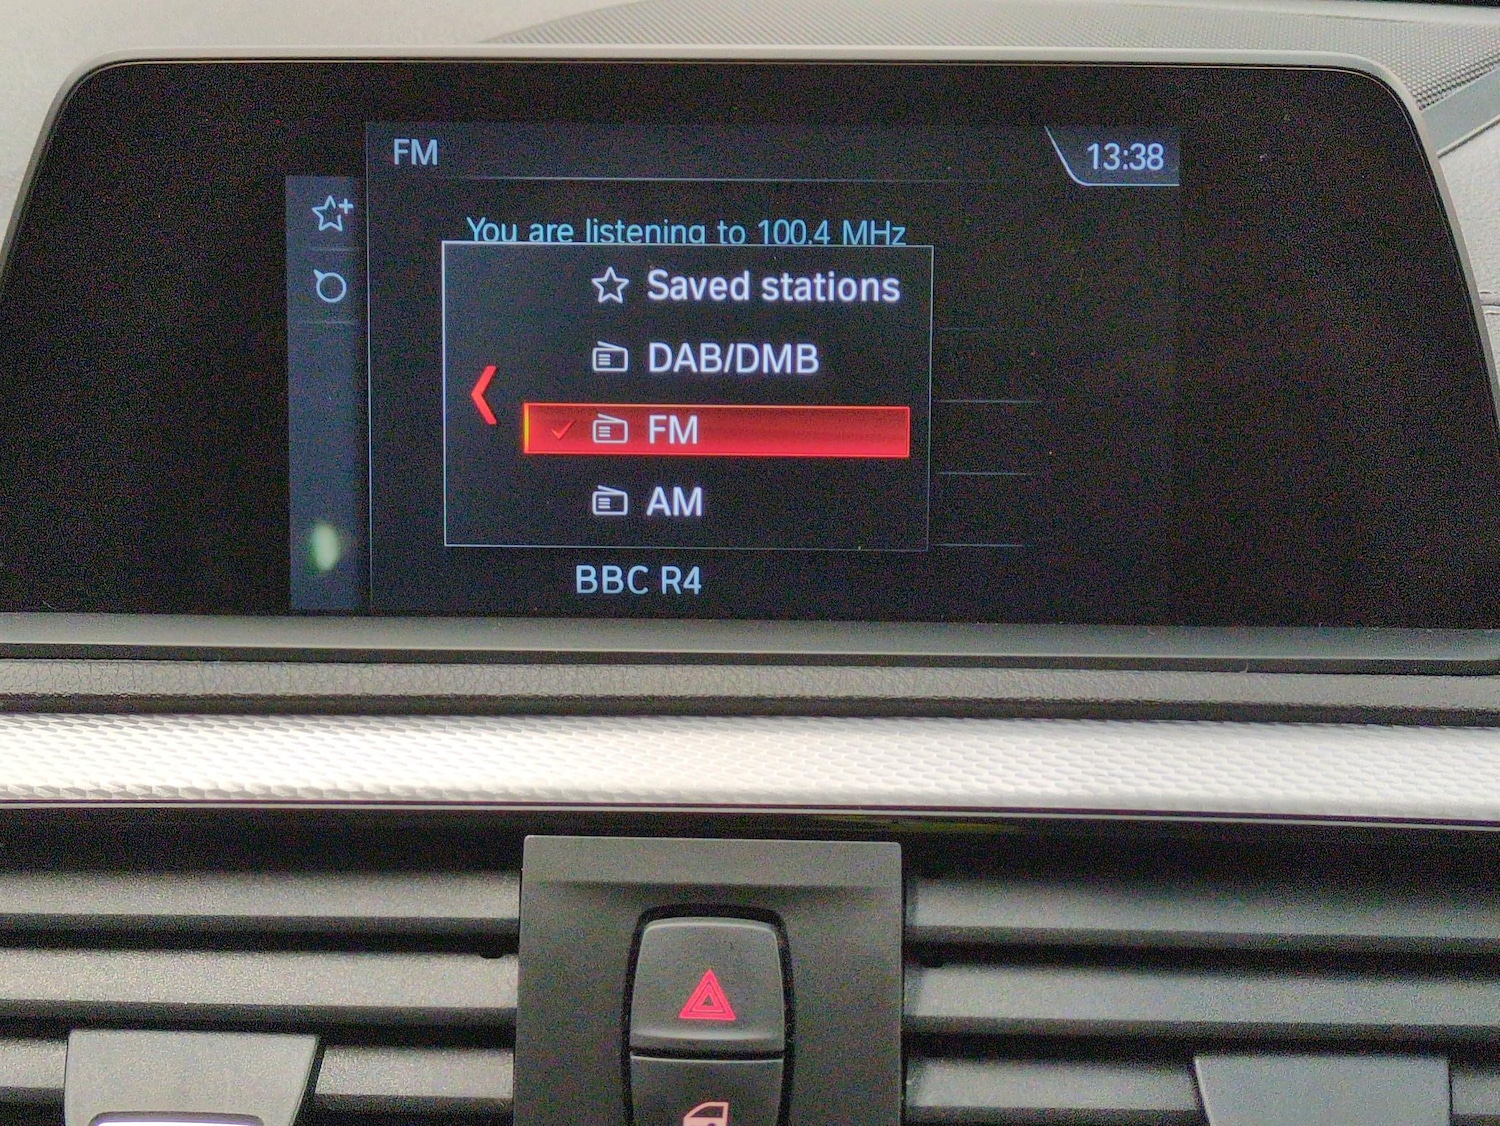 FM
13:38
You are listening to 100.4 MHz
Saved stations
DAB/DMB
FM
AM
BBC R4